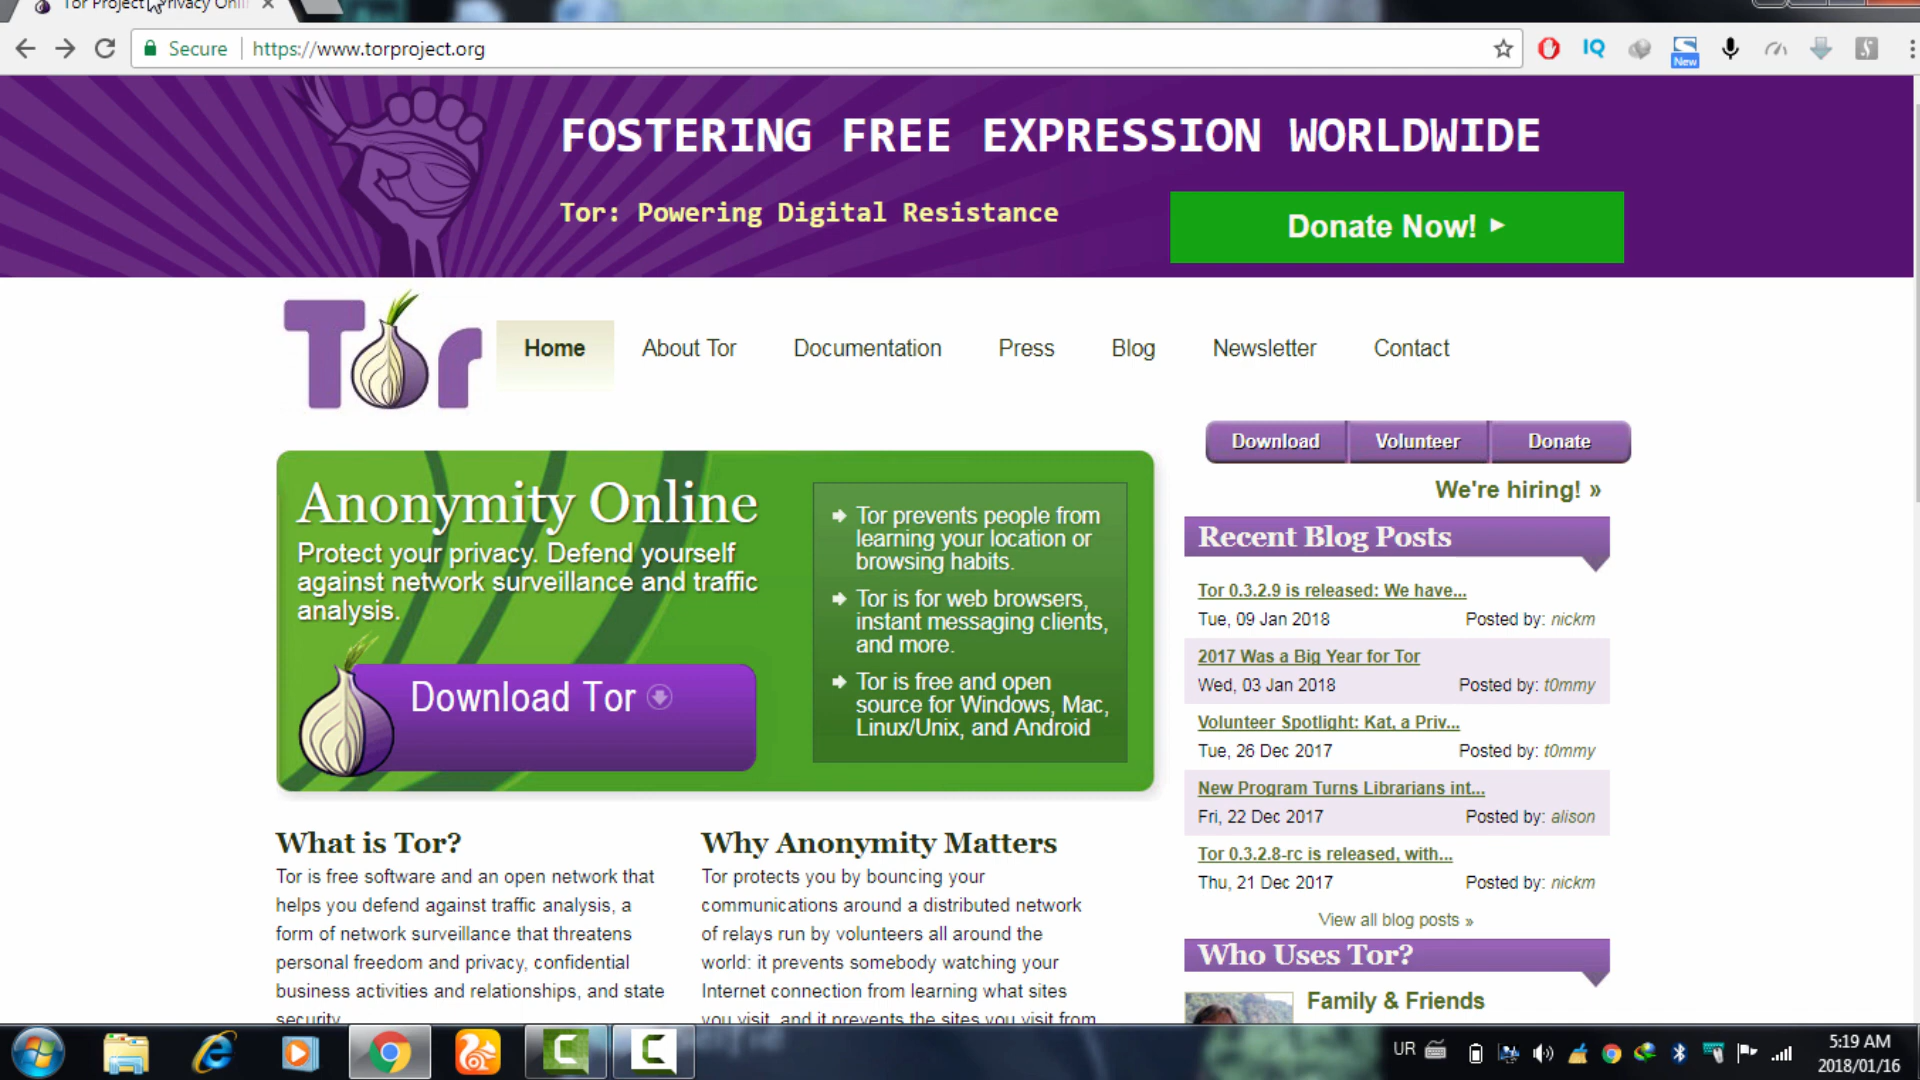 Tor Project | Privacy Onli
Secure
https://www.torproject.org
IQ
New
FOSTERING FREE EXPRESSION WORLDWIDE
Tor: Powering Digital Resistance
Donate Now!
Tor
Home
About Tor
Documentation
Press
Blog
Newsletter
Contact
Download
Volunteer
Donate
We're hiring! »
Anonymity Online
Protect your privacy. Defend yourself
against network surveillance and traffic
analysis.
Download Tor
Tor prevents people from
learning your location or
browsing habits.
Tor is for web browsers,
instant messaging clients,
and more.
Tor is free and open
source for Windows, Mac,
Linux/Unix, and Android
Recent Blog Posts
Tor 0.3.2.9 is released: We have...
Tue, 09 Jan 2018 Posted by: nickm
2017 Was a Big Year for Tor
Wed, 03 Jan 2018 Posted by: t0mmy
Volunteer Spotlight: Kat, a Priv...
Tue, 26 Dec 2017 Posted by: t0mmy
New Program Turns Librarians int...
Fri, 22 Dec 2017 Posted by: alison
Tor 0.3.2.8-rc is released, with...
Thu, 21 Dec 2017 Posted by: nickm
View all blog posts »
Who Uses Tor?
Family & Friends
What is Tor?
Tor is free software and an open network that
helps you defend against traffic analysis, a
form of network surveillance that threatens
personal freedom and privacy, confidential
business activities and relationships, and state
security
Why Anonymity Matters
Tor protects you by bouncing your
communications around a distributed network
of relays run by volunteers all around the
world: it prevents somebody watching your
Internet connection from learning what sites
you visit, and it prevents the sites you visit from
UR
5:19 AM
2018/01/16